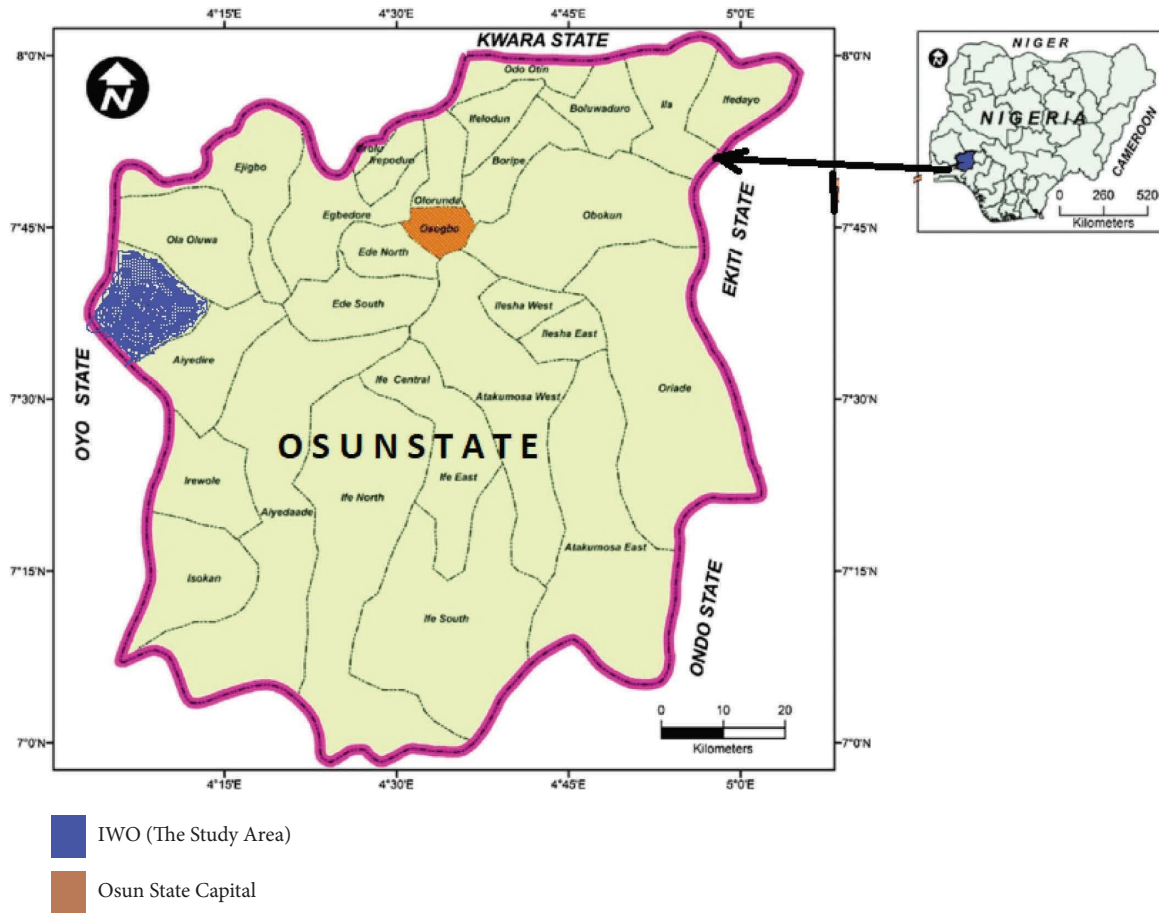 4°15'E 4°30'E 4°45'E 5°0'E
KWARA STATE
8°0'N
8°0'N
N
Odo Otin
Boluwaduro
Ila
Ifedayo
Ifelodun
Irepodun
Boripe
Ejigbo
Olorunda
Egbedore
Osogbo
Obokun
7°45'N
7°45'N
Ola Oluwa
Ede North
EKITI STATE
Ede South
Ilesha West
Ilesha East
Aiyedire
OYO STATE
Ife Central
Atakumosa West
Oriade
7°30'N
7°30'N
OSUNSTATE
Irewole
Ife North
Ife East
Aiyedaade
Atakumosa East
7°15'N
7°15'N
Isokan
Ife South
ONDO STATE
0 10 20
Kilometers
7°0'N
7°0'N
4°15'E 4°30'E 4°45'E 5°0'E
NIGER
N
NIGERIA
CAMEROON
0 260 520
Kilometers
IWO (The Study Area)
Osun State Capital